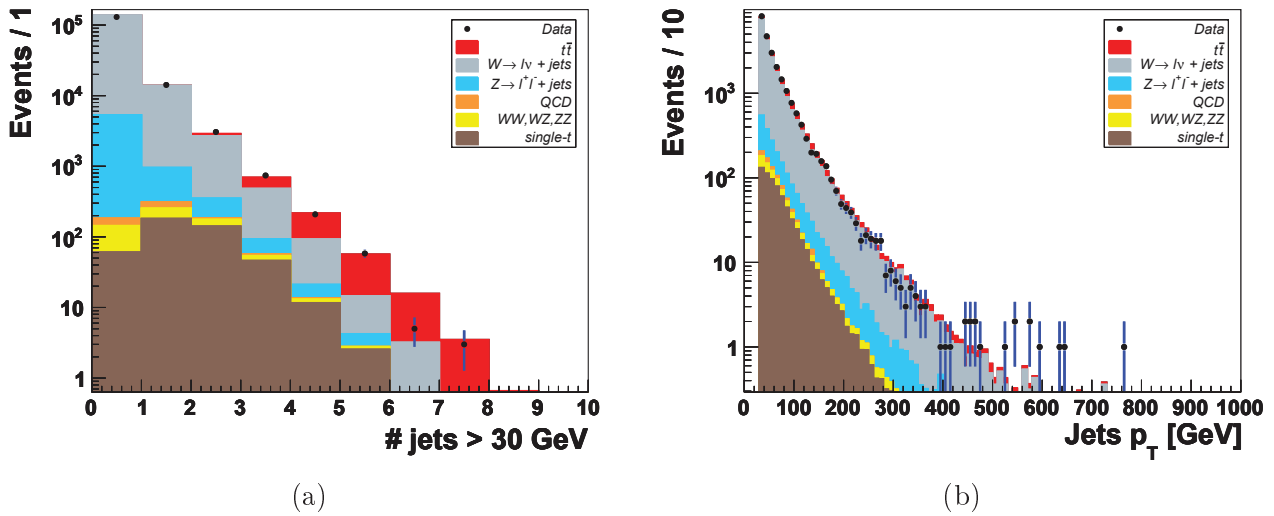 Events / 1
10^5
10^4
10^3
10^2
10
1
0 1 2 3 4 5 6 7 8 9 10
# jets > 30 GeV
Data
tt̄
W→ lν + jets
Z→ l⁺l⁻ + jets
QCD
WW,WZ,ZZ
single-t
(a)
Events / 10
10^3
10^2
10
1
0 100 200 300 400 500 600 700 800 900 1000
Jets p_T [GeV]
Data
tt̄
W→ lν + jets
Z→ l⁺l⁻ + jets
QCD
WW,WZ,ZZ
single-t
(b)